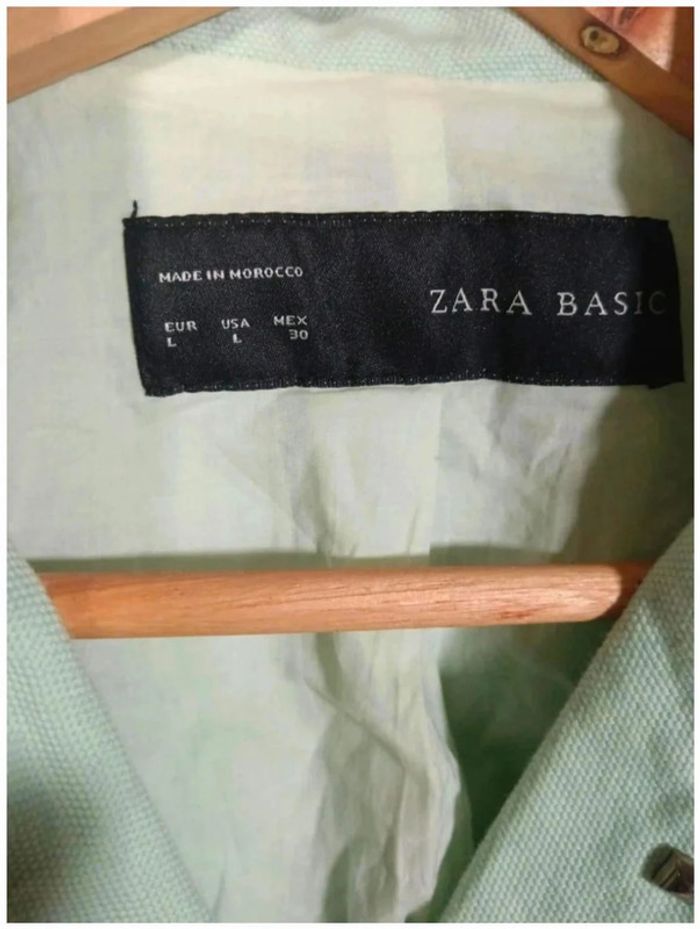 MADE IN MOROCCO
ZARA BASIC
EUR USA MEX
L L 30